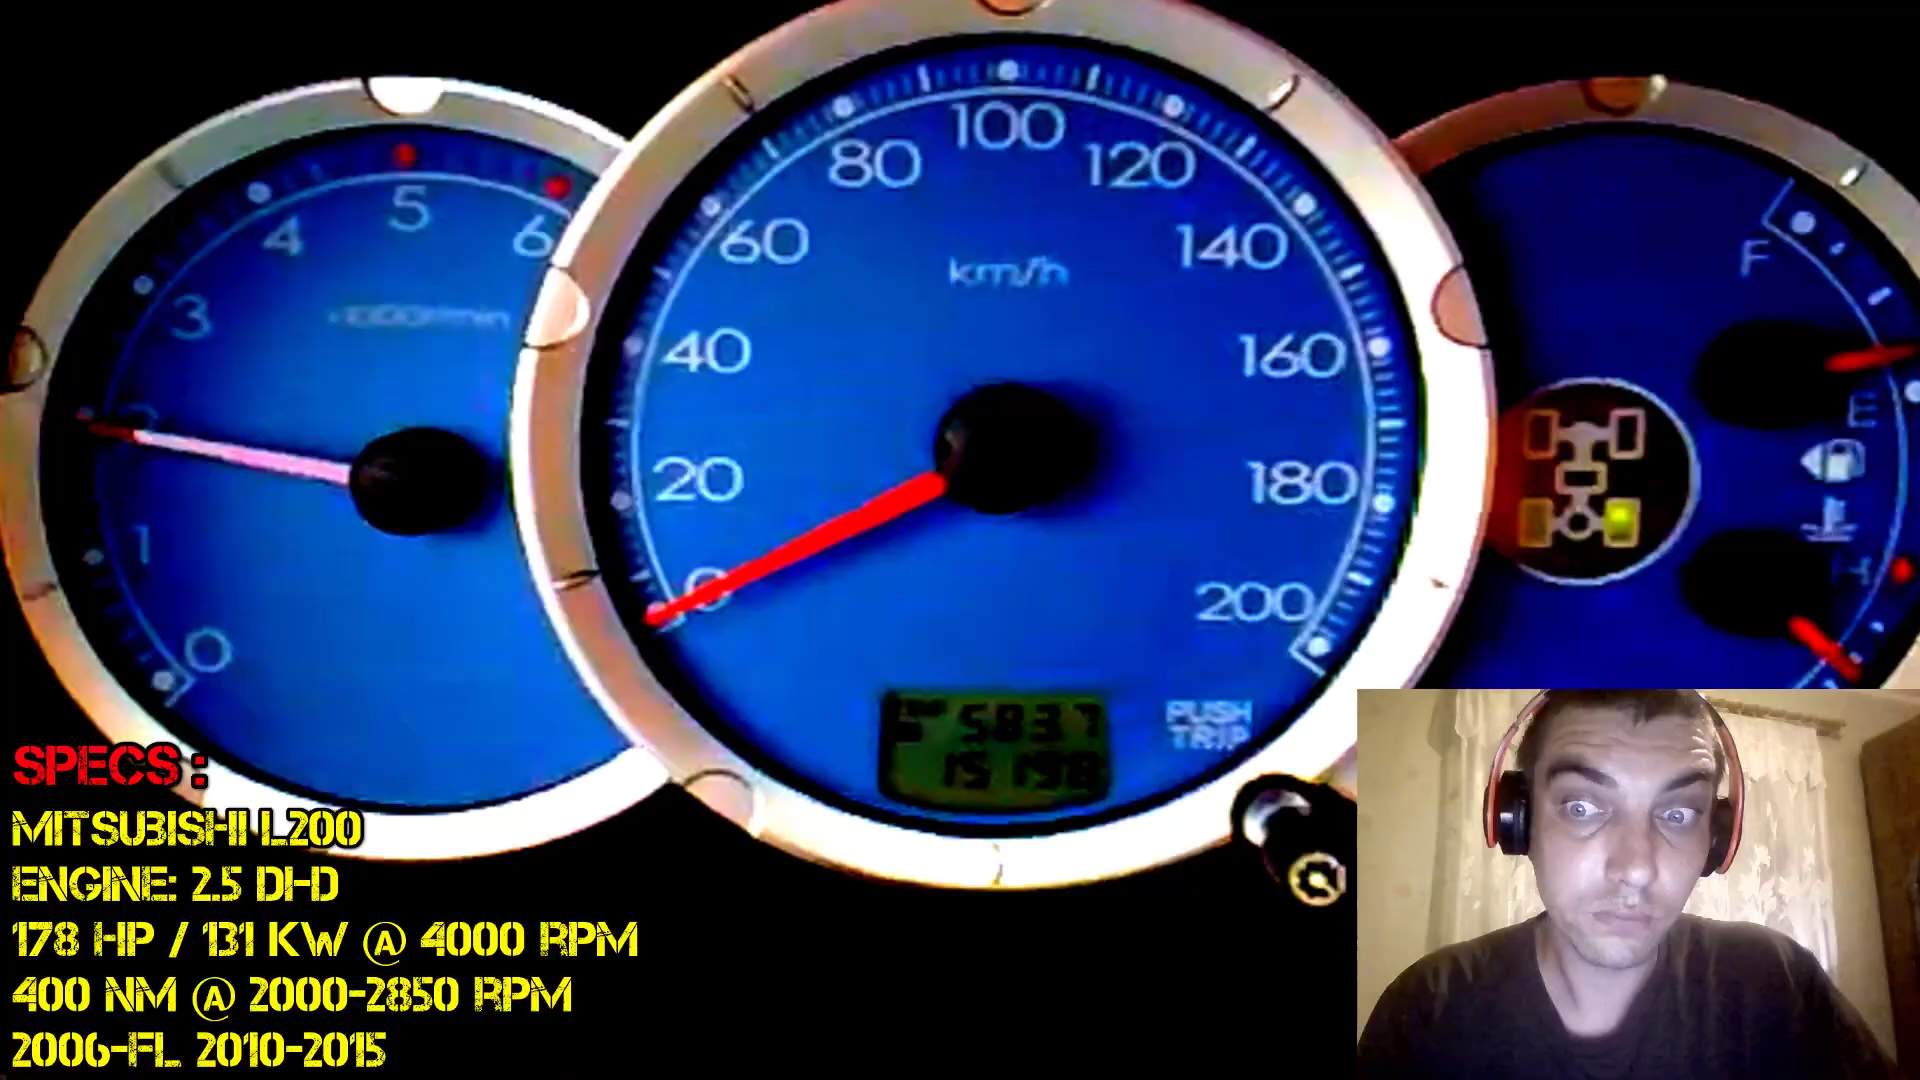 0
1
2
3
4
5
6
0
20
40
60
80
100
120
140
160
180
200
km/h
TRIP
5837
15 198
PUSH
TRIP
F
E
SPECS :
MITSUBISHI L200
ENGINE: 2.5 DI-D
178 HP / 131 KW @ 4000 RPM
400 NM @ 2000-2850 RPM
2006-FL 2010-2015